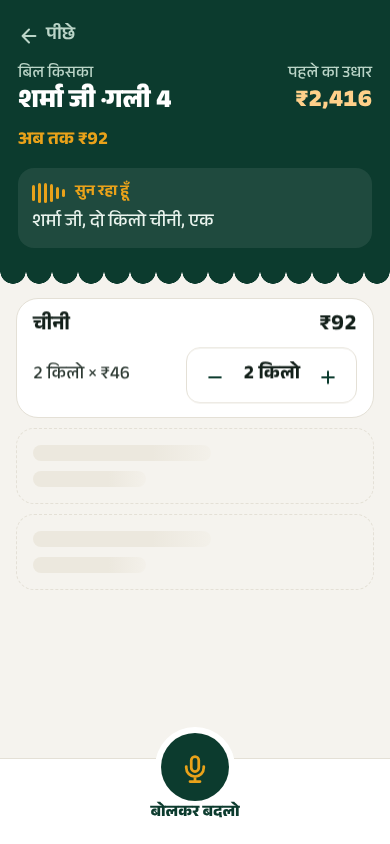 पीछे
बिल किसका
पहले का उधार
शर्मा जी ·गली 4
₹2,416
अब तक ₹92
सुन रहा हूँ
शर्मा जी, दो किलो चीनी, एक
चीनी
₹92
2 किलो × ₹46
− 2 किलो +
बोलकर बदलो